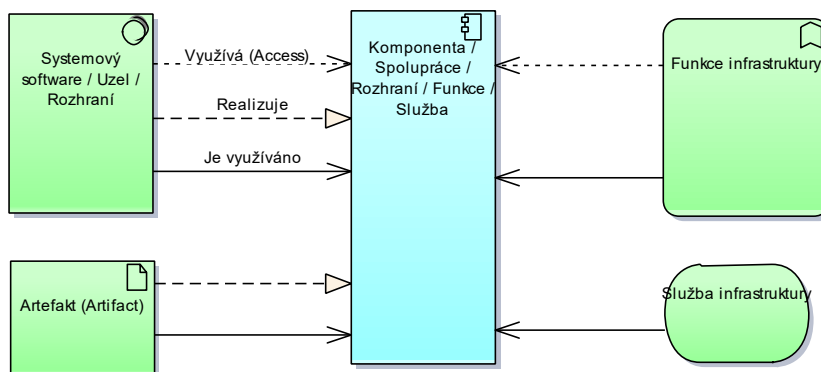 Systemový
software / Uzel /
Rozhraní
Využívá (Access)
Realizuje
Je využíváno
Komponenta /
Spolupráce /
Rozhraní / Funkce /
Služba
Funkce infrastruktury
Artefakt (Artifact)
Služba infrastruktury